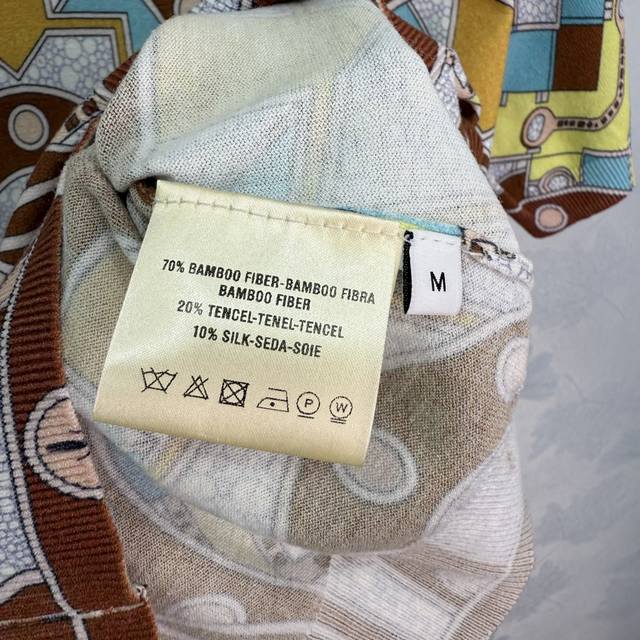 70% BAMBOO FIBER-BAMBOO FIBRA
BAMBOO FIBER
20% TENCEL-TENEL-TENCEL
10% SILK-SEDA-SOIE
P
W
M